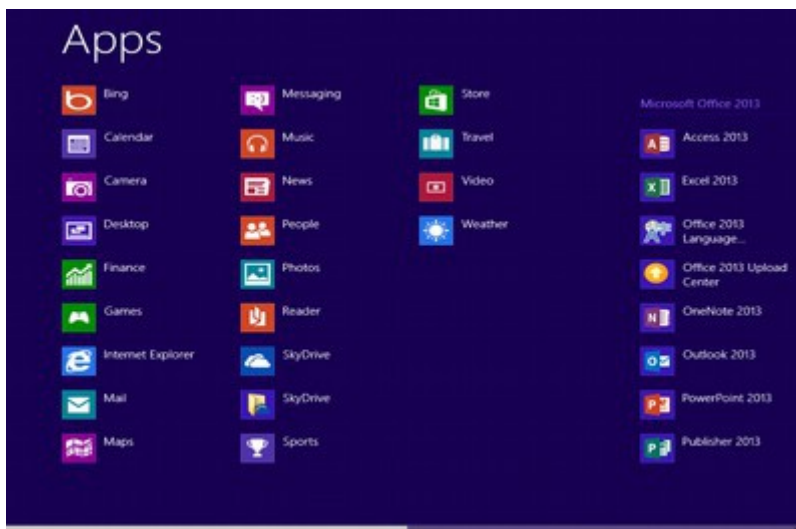 Apps
Bing
Calendar
Camera
Desktop
Finance
Games
Internet Explorer
Mail
Maps
Messaging
Music
News
People
Photos
Reader
SkyDrive
SkyDrive
Sports
Store
Travel
Video
Weather
Microsoft Office 2013
Access 2013
Excel 2013
Office 2013
Language...
Office 2013 Upload
Center
OneNote 2013
Outlook 2013
PowerPoint 2013
Publisher 2013